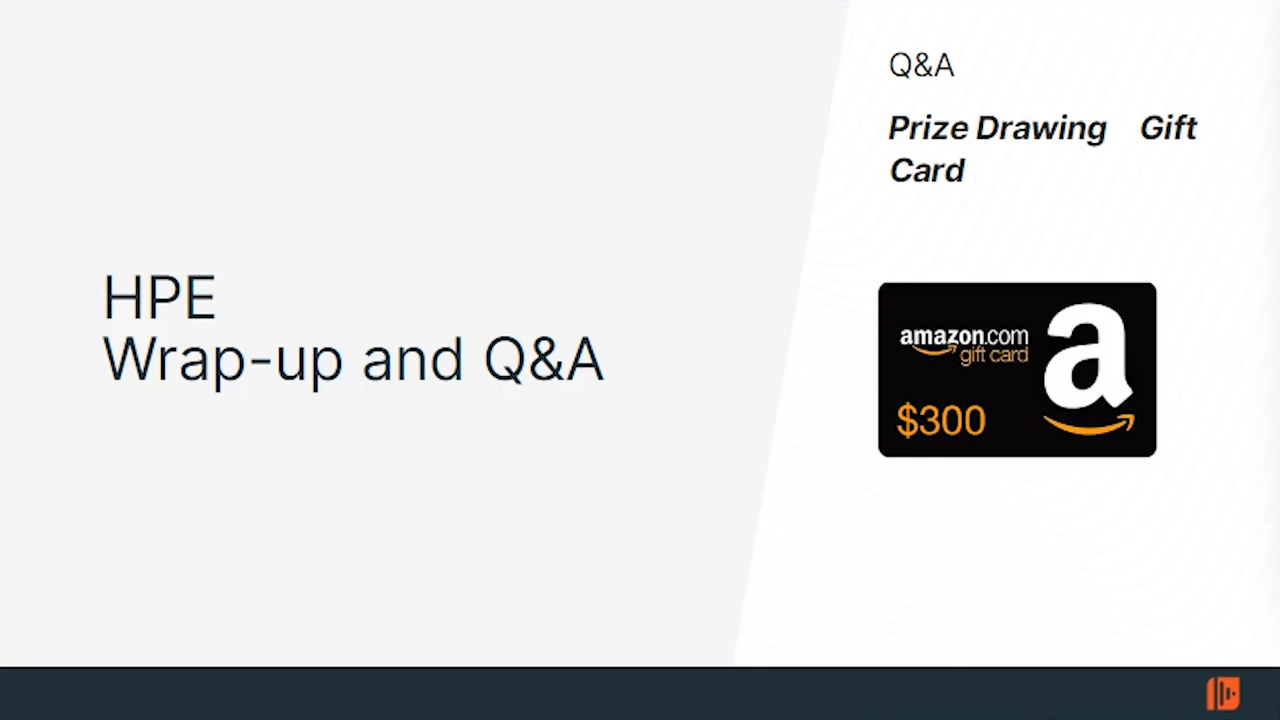 HPE
Wrap-up and Q&A
Q&A
Prize Drawing Gift
Card
amazon.com
gift card
a
$300